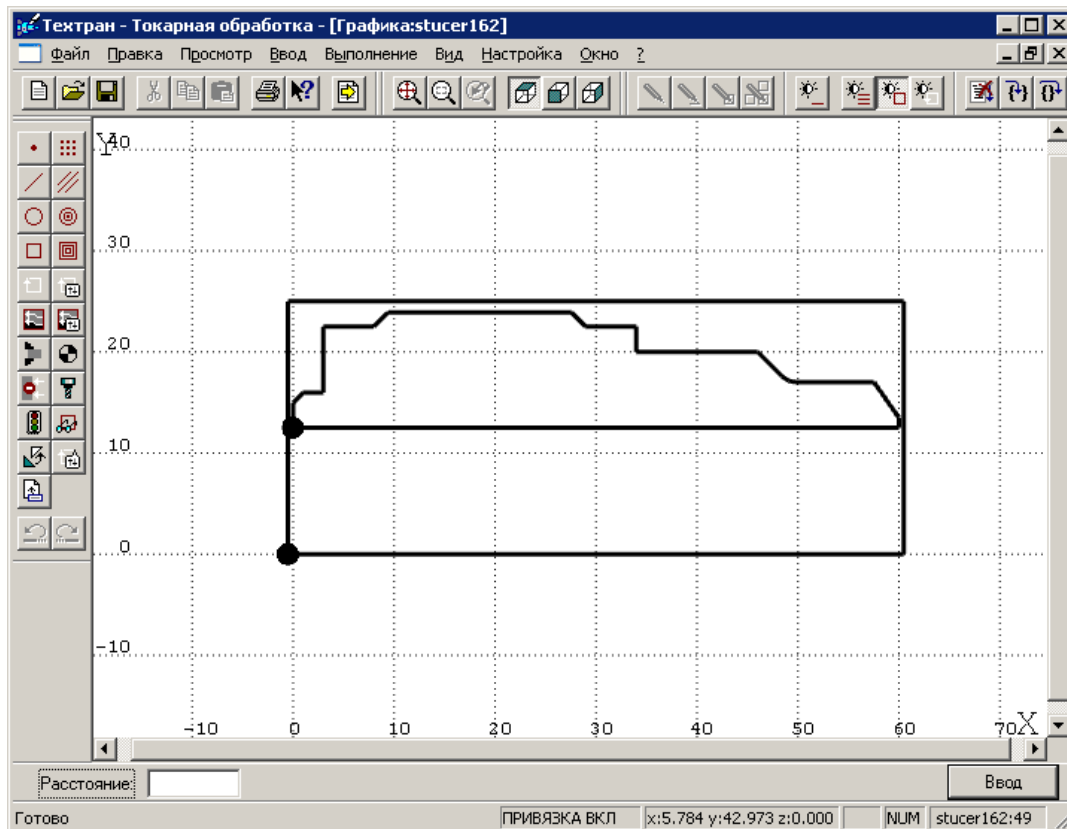 Техтран - Токарная обработка - [Графика:stucer162]
Файл Правка Просмотр Ввод Выполнение Вид Настройка Окно ?
Y
40
30
20
10
0
-10
-10 0 10 20 30 40 50 60 70 X
Расстояние: Ввод
Готово ПРИВЯЗКА ВКЛ x:5.784 y:42.973 z:0.000 NUM stucer162:49